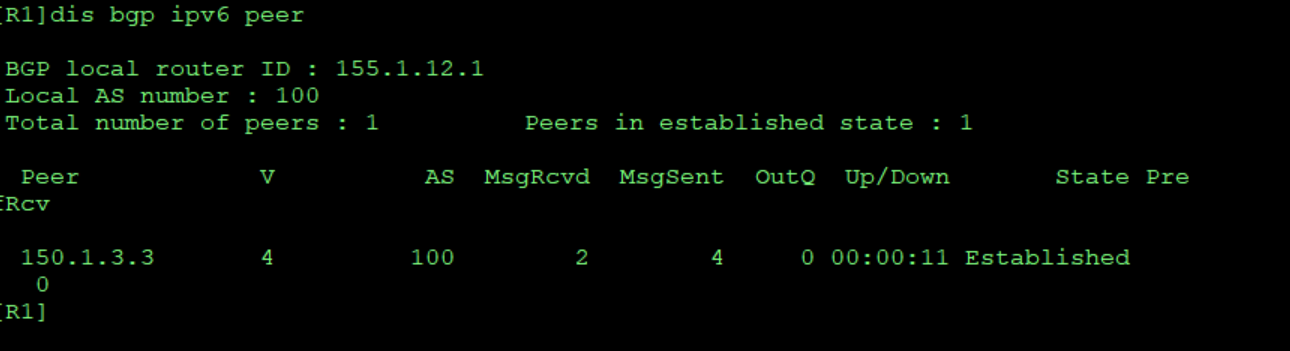 [R1]dis bgp ipv6 peer
BGP local router ID : 155.1.12.1
Local AS number : 100
Total number of peers : 1 Peers in established state : 1
Peer V AS MsgRcvd MsgSent OutQ Up/Down State Pre
fRcv
150.1.3.3 4 100 2 4 0 00:00:11 Established
0
[R1]